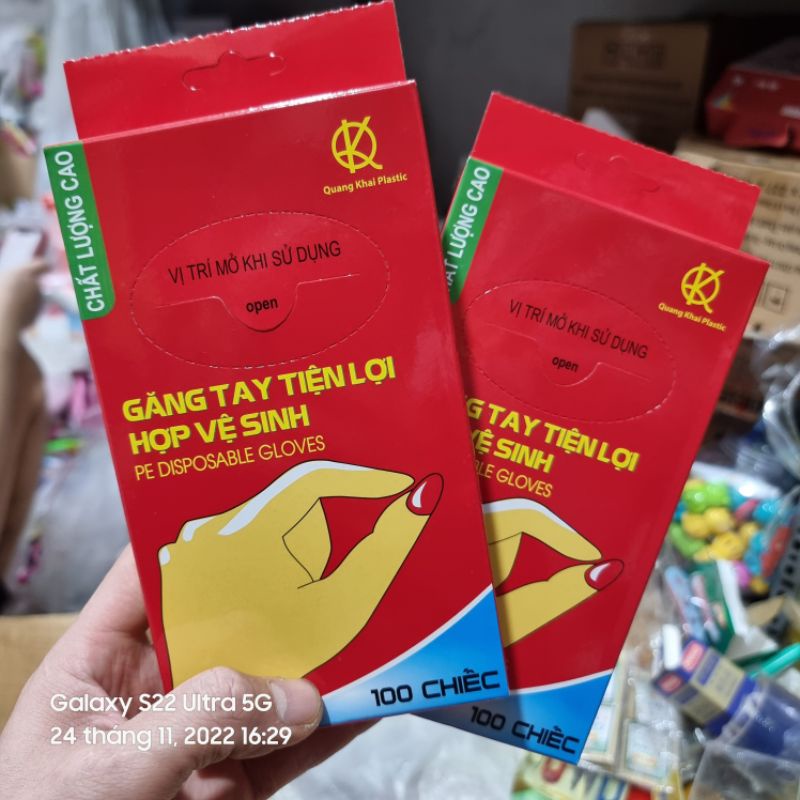 CHẤT LƯỢNG CAO
Quang Khai Plastic
VỊ TRÍ MỞ KHI SỬ DỤNG
open
GĂNG TAY TIỆN LỢI
HỢP VỆ SINH
PE DISPOSABLE GLOVES
100 CHIẾC
CHẤT LƯỢNG CAO
Quang Khai Plastic
VỊ TRÍ MỞ KHI SỬ DỤNG
open
TAY TIỆN LỢI
VỆ SINH
GLOVES
100 CHIẾC
Galaxy S22 Ultra 5G
24 tháng 11, 2022 16:29